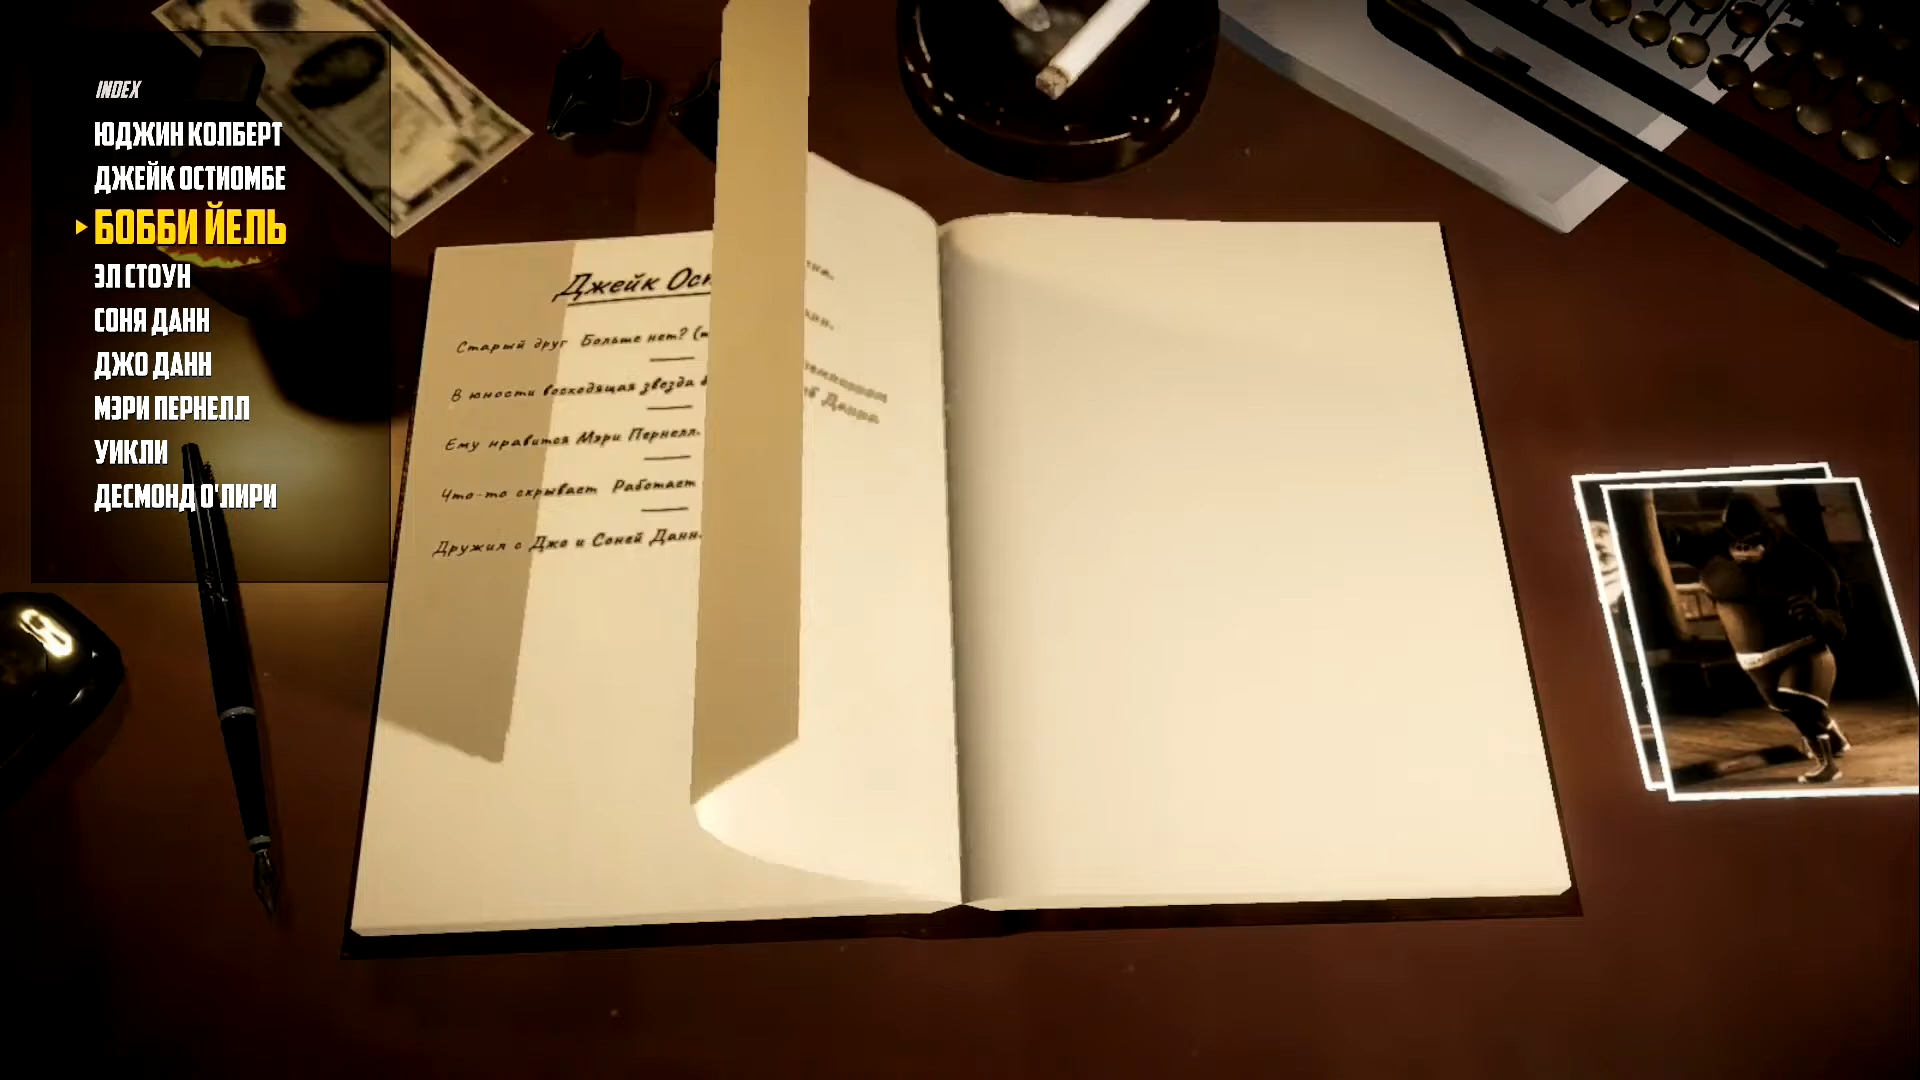 INDEX
ЮДЖИН КОЛБЕРТ
ДЖЕЙК ОСТИОМБЕ
БОББИ ЙЕЛЬ
ЭЛ СТОУН
СОНЯ ДАНН
ДЖО ДАНН
МЭРИ ПЕРНЕЛЛ
УИКЛИ
ДЕСМОНД О'ЛИРИ
Джейк
Старый друг Больше нет?
В юности восходящая звезда
Ему нравится Мэри Пернелл.
Что-то скрывает Работает
Дружил с Джо и Соней Данн.
Данна